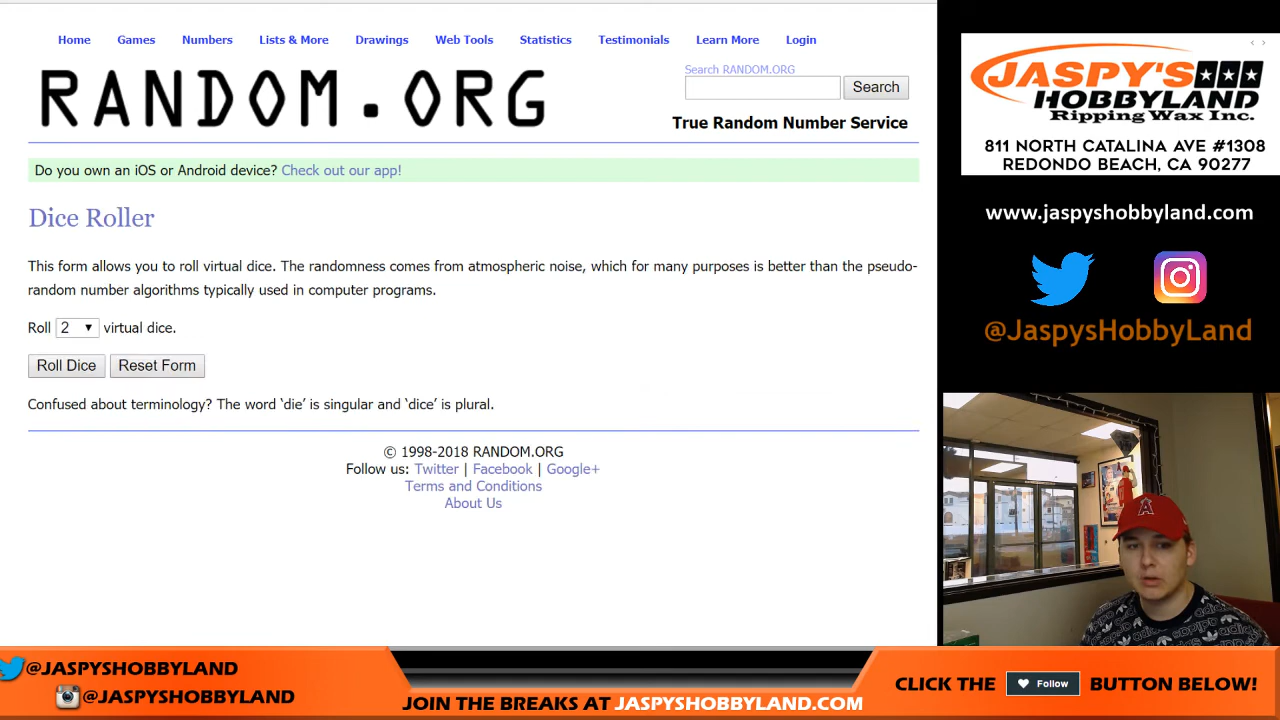 Home Games Numbers Lists & More Drawings Web Tools Statistics Testimonials Learn More Login
RANDOM.ORG
Search RANDOM.ORG
Search
True Random Number Service
Do you own an iOS or Android device? Check out our app!
Dice Roller
This form allows you to roll virtual dice. The randomness comes from atmospheric noise, which for many purposes is better than the pseudo-
random number algorithms typically used in computer programs.
Roll 2 virtual dice.
Roll Dice Reset Form
Confused about terminology? The word ‘die’ is singular and ‘dice’ is plural.
© 1998-2018 RANDOM.ORG
Follow us: Twitter | Facebook | Google+
Terms and Conditions
About Us
JASPY'S
HOBBYLAND
Ripping Wax Inc.
811 NORTH CATALINA AVE #1308
REDONDO BEACH, CA 90277
www.jaspyshobbyland.com
@JaspysHobbyLand
A
@JASPYSHOBBYLAND
@JASPYSHOBBYLAND
JOIN THE BREAKS AT JASPYSHOBBYLAND.COM
CLICK THE Follow BUTTON BELOW!